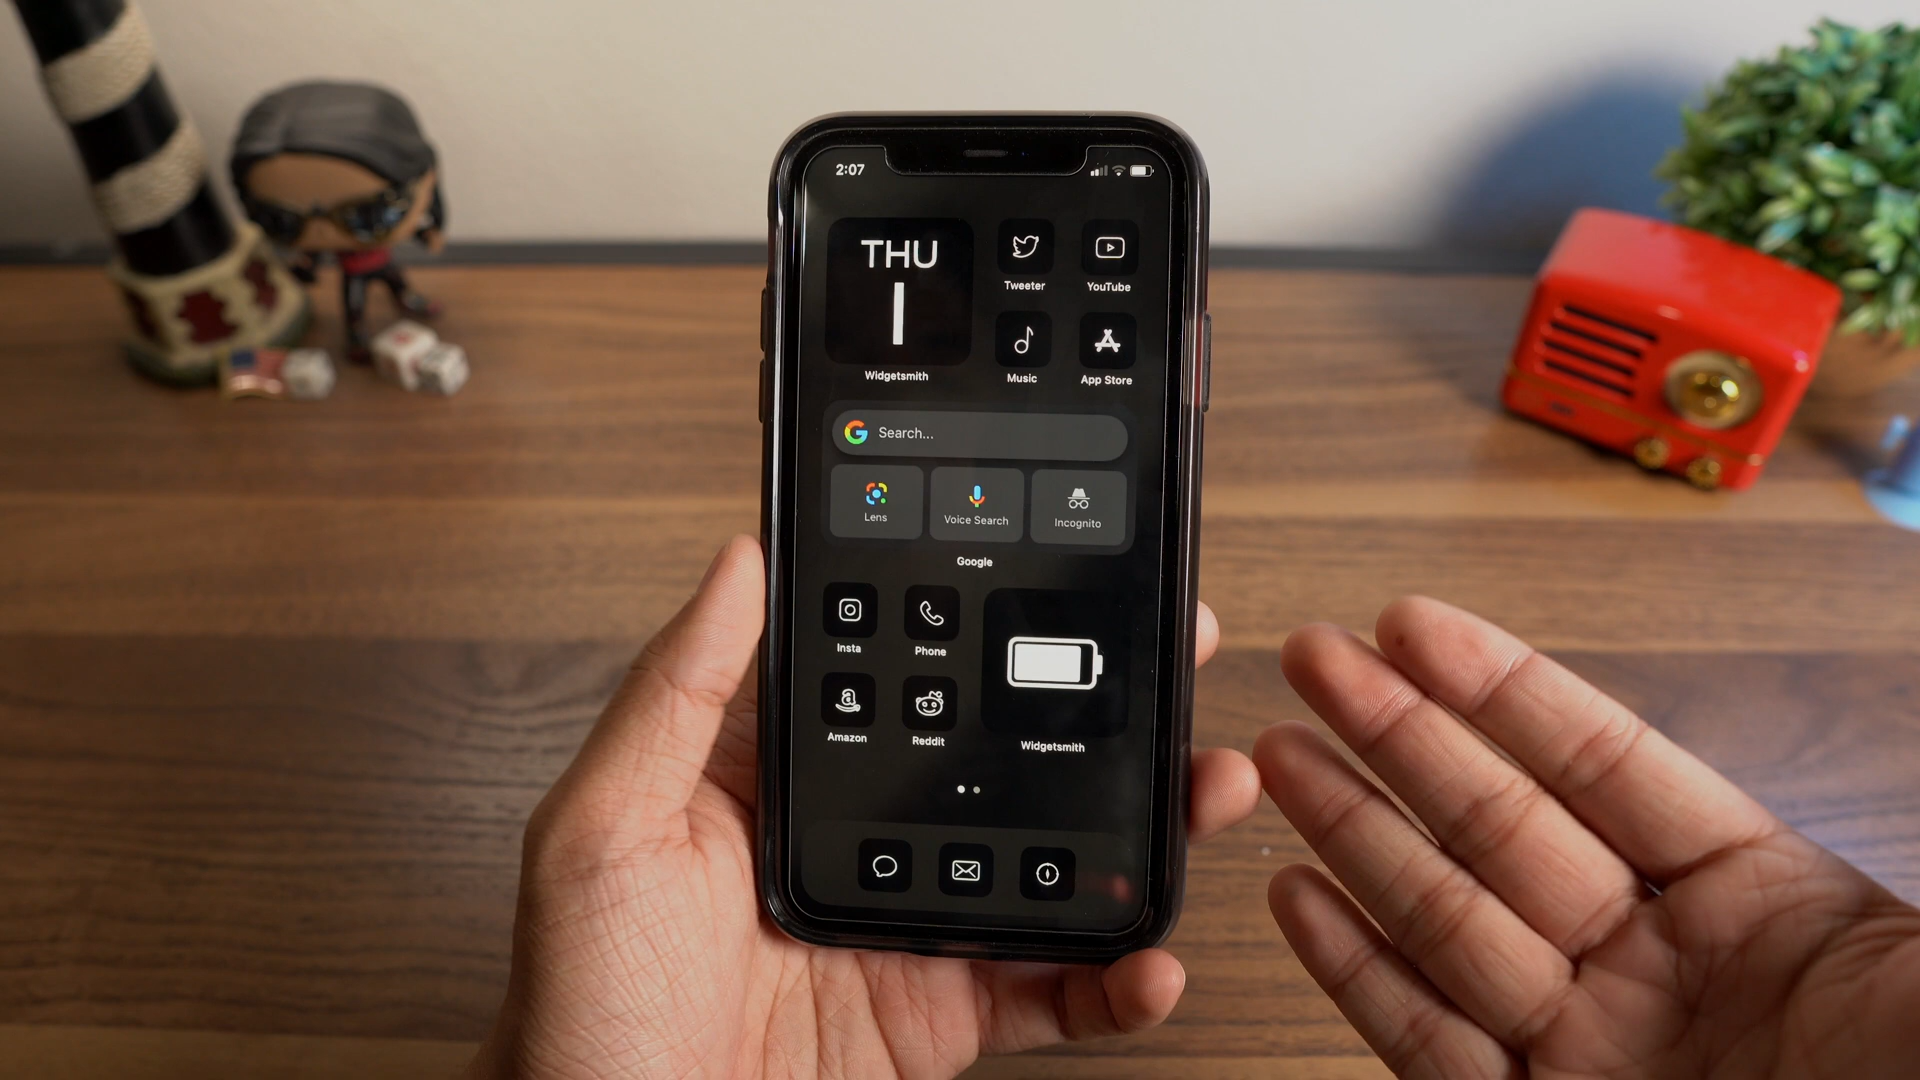 2:07
THU
1
Widgetsmith
Tweeter
YouTube
Music
App Store
Search...
Lens
Voice Search
Incognito
Google
Insta
Phone
Amazon
Reddit
Widgetsmith